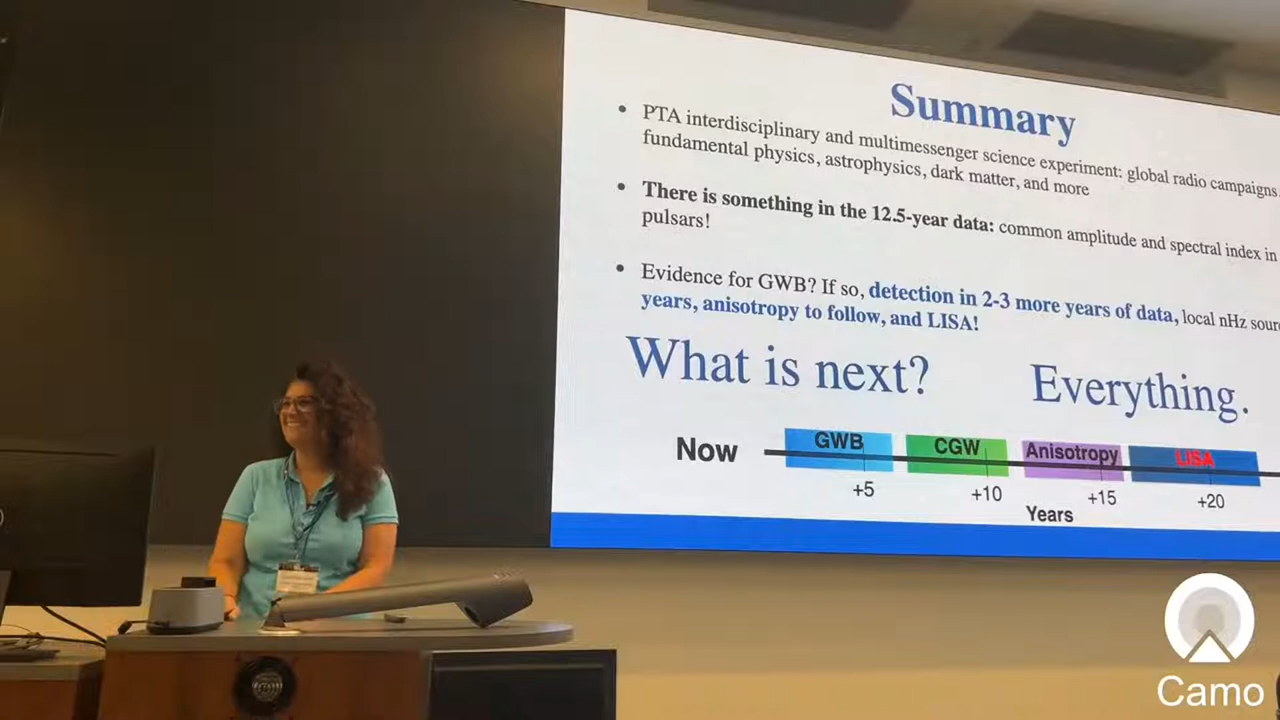 Summary
• PTA interdisciplinary and multimessenger science experiment: global radio campaigns
fundamental physics, astrophysics, dark matter, and more
• There is something in the 12.5-year data: common amplitude and spectral index in
pulsars!
• Evidence for GWB? If so, detection in 2-3 more years of data, local nHz
years, anisotropy to follow, and LISA!
What is next? Everything.
Now GWB CGW Anisotropy LISA
+5 +10 +15 +20
Years
Camo